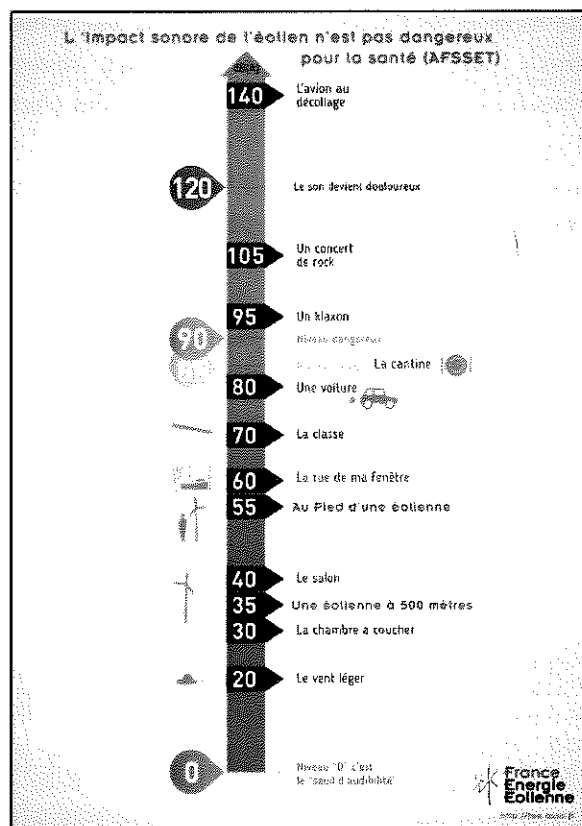 L'impact sonore de l'éolien n'est pas dangereux
pour la santé (AFSSET)
140
L'avion au
décollage
120
Le son devient douloureux
105
Un concert
de rock
95
Un klaxon
90
Niveau dangereux
La cantine
80
Une voiture
70
La classe
60
La rue de ma fenêtre
55
Au Pied d'une éolienne
40
Le salon
35
Une éolienne à 500 mètres
30
La chambre à coucher
20
Le vent léger
0
Niveau "0" c'est
le "seuil d'audibilité"
France
Energie
Eolienne